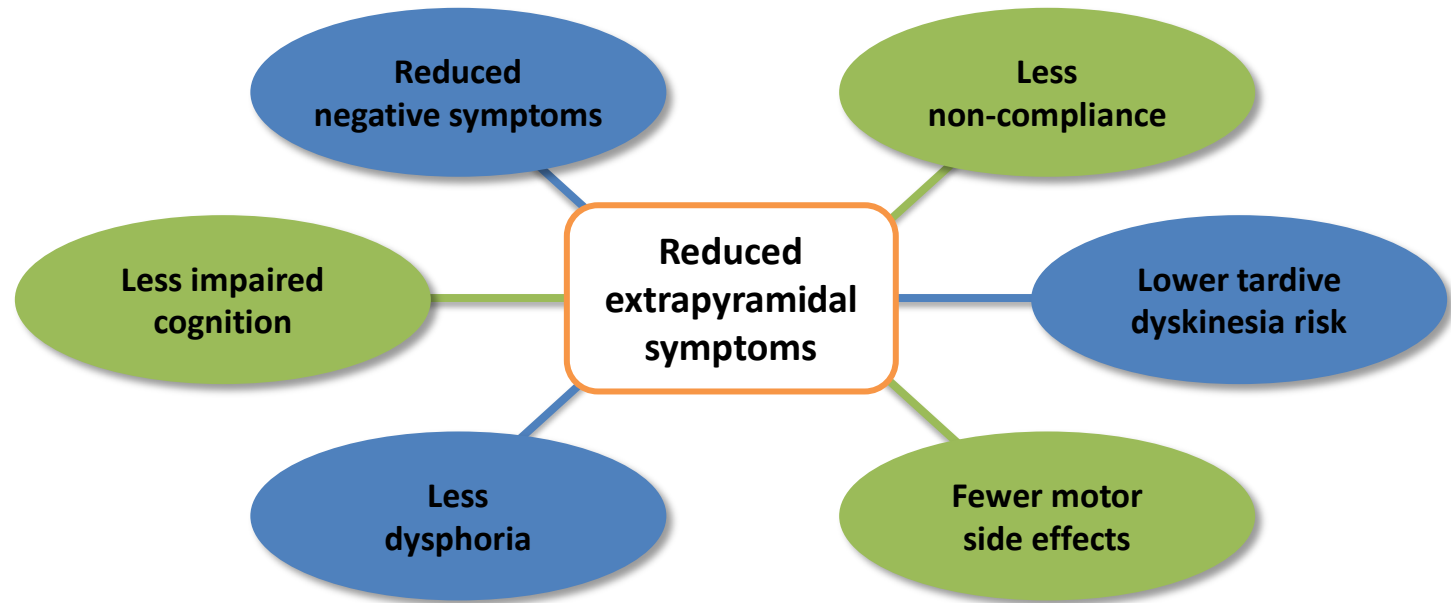 Reduced
negative symptoms
Less
non-compliance
Less impaired
cognition
Reduced
extrapyramidal
symptoms
Lower tardive
dyskinesia risk
Less
dysphoria
Fewer motor
side effects